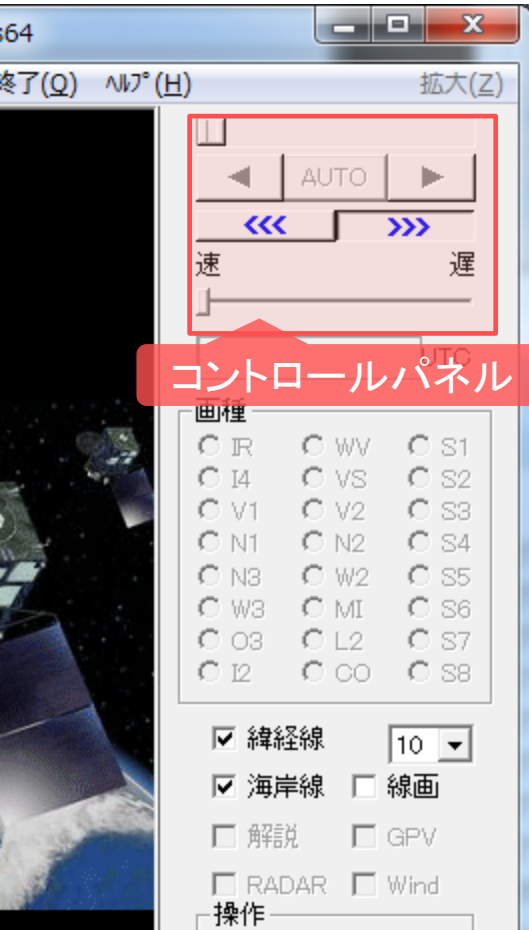 s64
終了(Q) ﾍﾙﾌﾟ(H) 拡大(Z)
◀ AUTO ▶
<<< >>>
速 遅
UTC
コントロールパネル
画種
IR WV S1
I4 VS S2
V1 V2 S3
N1 N2 S4
N3 W2 S5
W3 MI S6
O3 L2 S7
I2 CO S8
緯経線 10
海岸線 線画
解説 GPV
RADAR Wind
操作